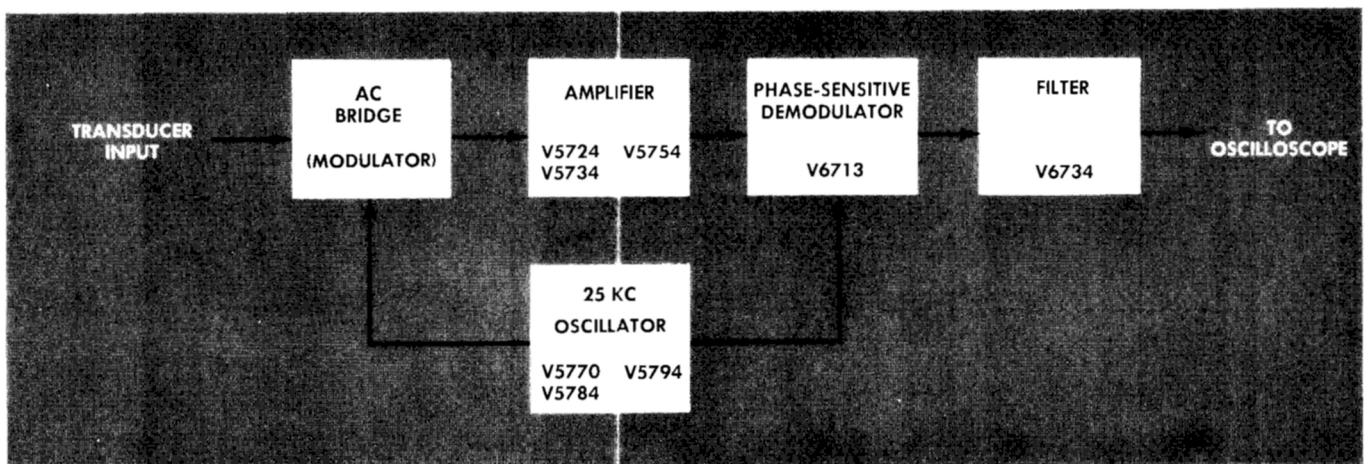 TRANSDUCER
INPUT
AC
BRIDGE
(MODULATOR)
AMPLIFIER
V5724 V5754
V5734
PHASE-SENSITIVE
DEMODULATOR
V6713
FILTER
V6734
TO
OSCILLOSCOPE
25 KC
OSCILLATOR
V5770 V5794
V5784